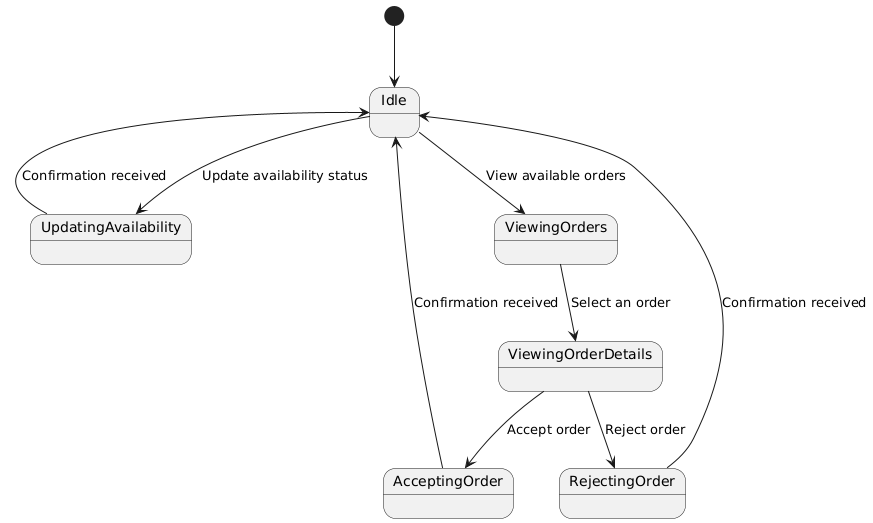 Idle
Confirmation received
Update availability status
View available orders
UpdatingAvailability
ViewingOrders
Confirmation received
Select an order
Confirmation received
ViewingOrderDetails
Accept order
Reject order
AcceptingOrder
RejectingOrder